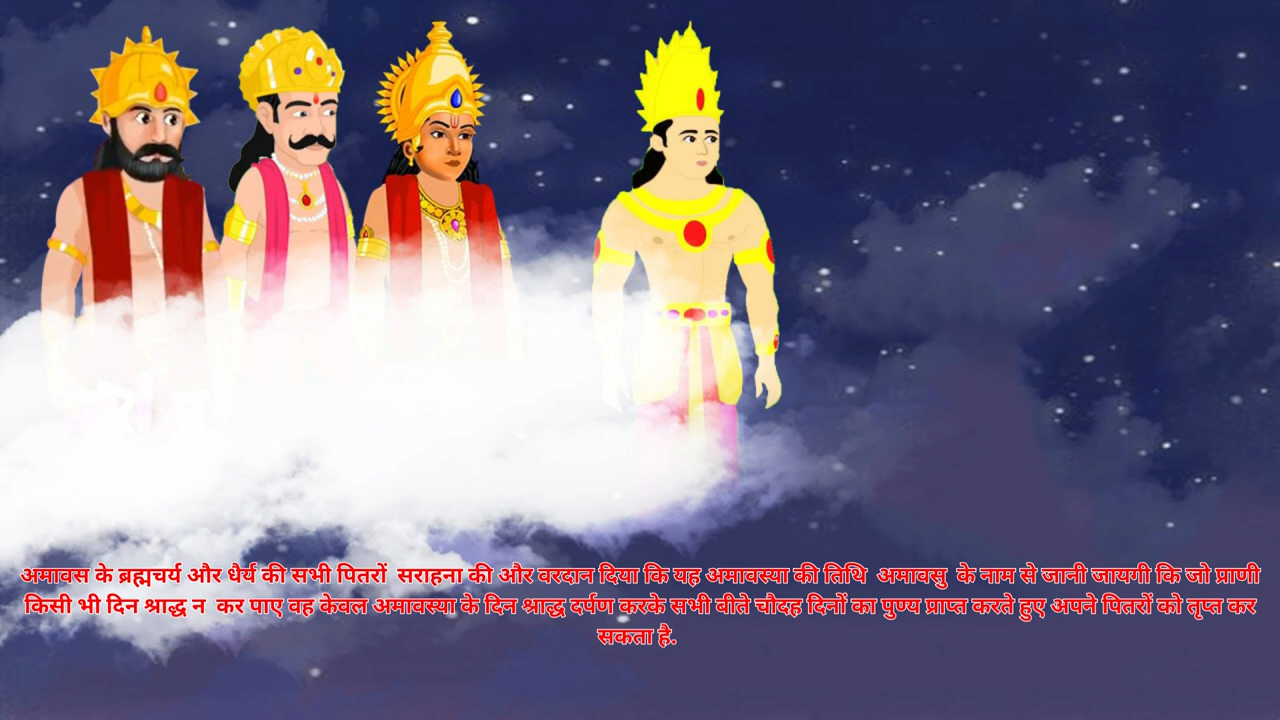 अमावस के ब्रह्मचर्य और धैर्य की सभी पितरों सराहना की और वरदान दिया कि यह अमावस्या की तिथि अमावसु के नाम से जानी जायगी कि जो प्राणी
किसी भी दिन श्राद्ध न कर पाए वह केवल अमावस्या के दिन श्राद्ध दर्पण करके सभी बीते चौदह दिनों का पुण्य प्राप्त करते हुए अपने पितरों को तृप्त कर
सकता है.